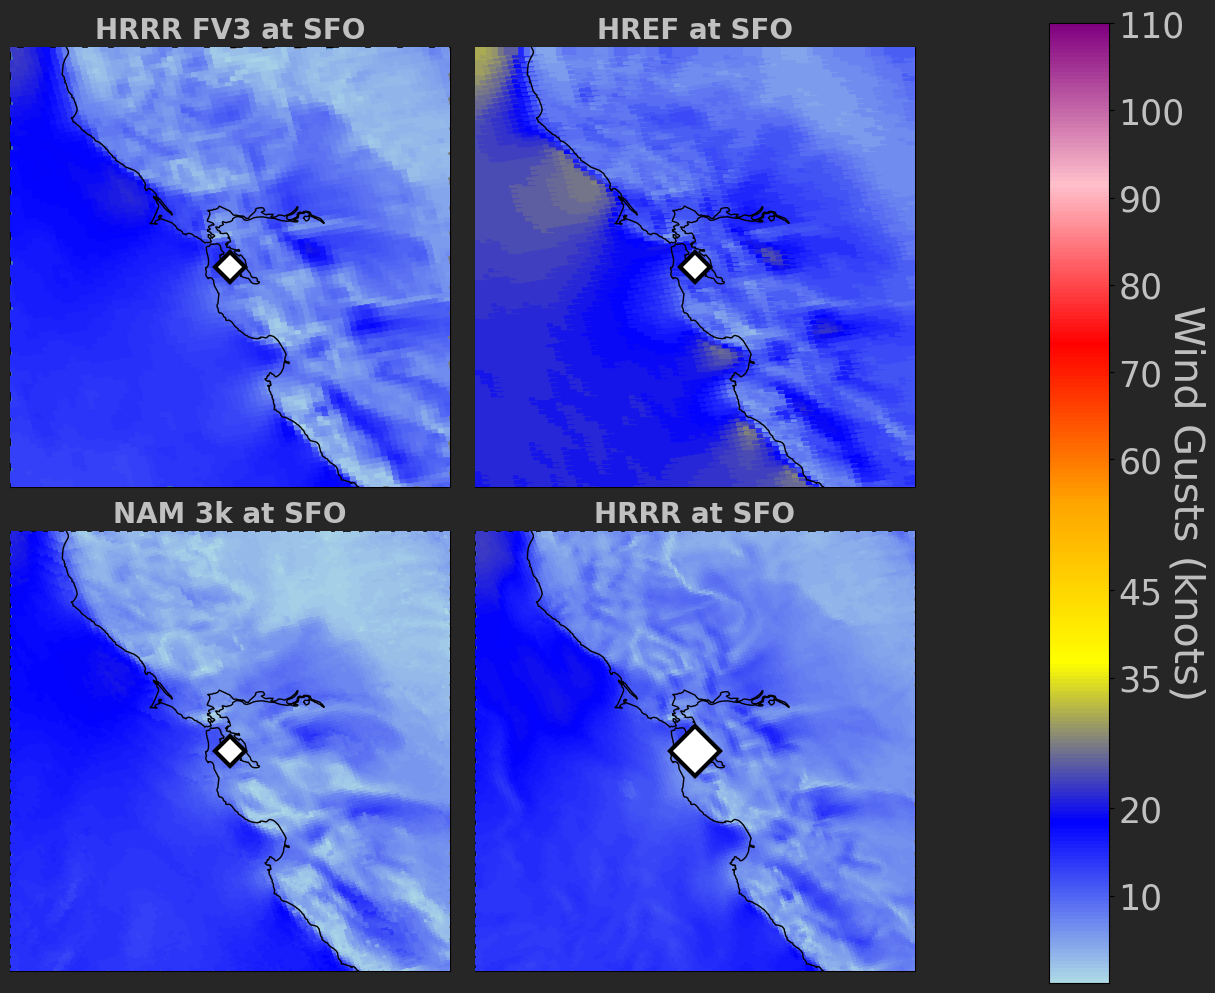 HRRR FV3 at SFO
HREF at SFO
NAM 3k at SFO
HRRR at SFO
110
100
90
80
70
60
45
35
20
10
Wind Gusts (knots)